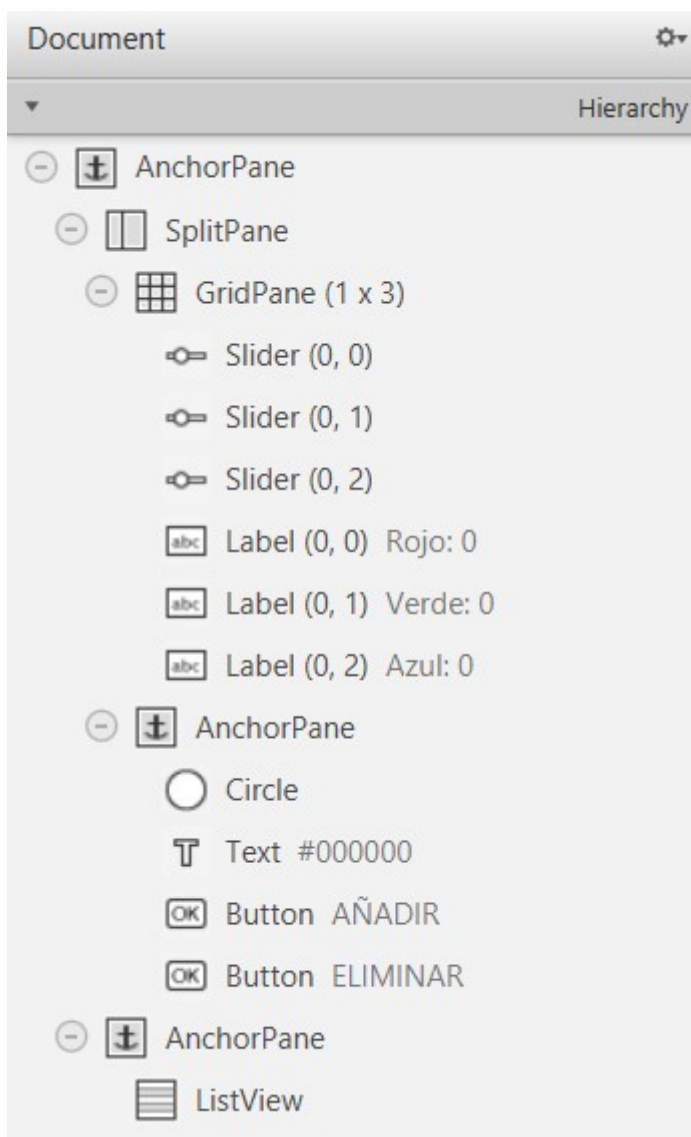 Document
Hierarchy
AnchorPane
SplitPane
GridPane (1 x 3)
Slider (0, 0)
Slider (0, 1)
Slider (0, 2)
abc Label (0, 0) Rojo: 0
abc Label (0, 1) Verde: 0
abc Label (0, 2) Azul: 0
AnchorPane
Circle
T Text #000000
OK Button AÑADIR
OK Button ELIMINAR
AnchorPane
ListView